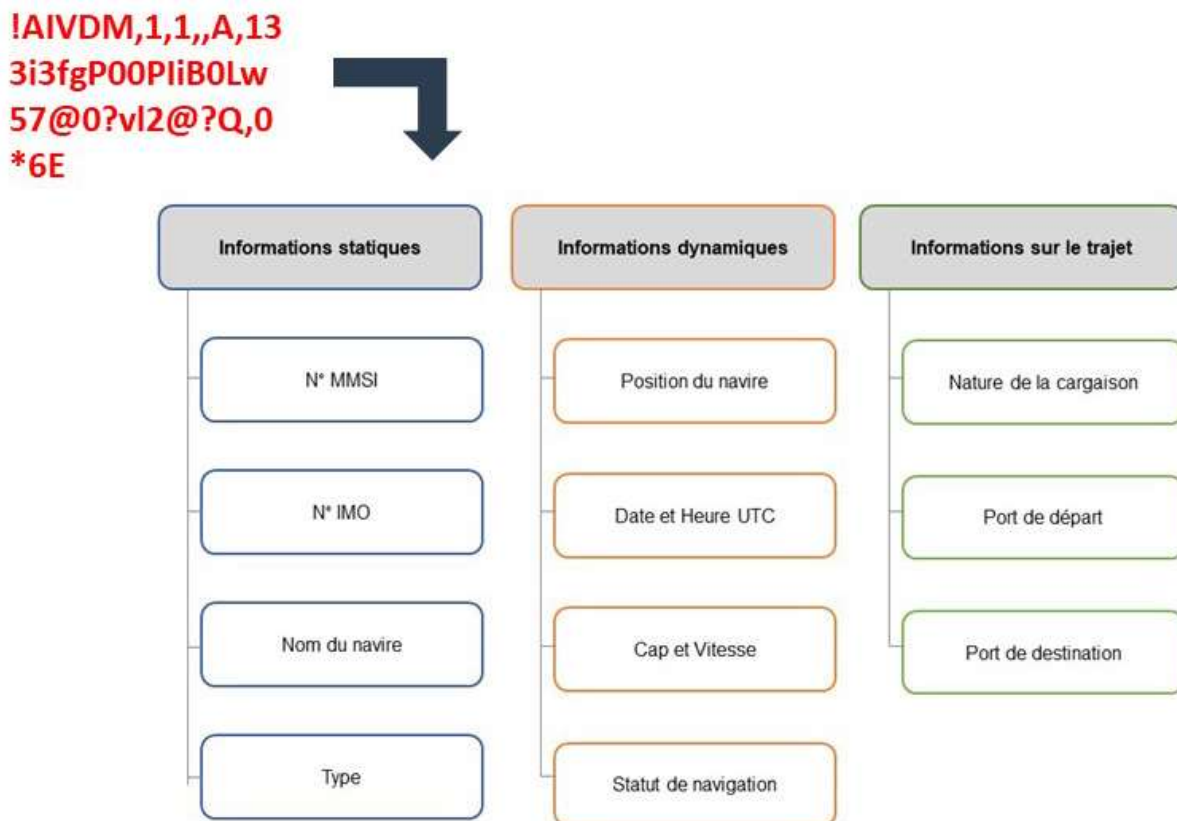 !AIVDM,1,1,,A,13
3i3fgP00PIiB0Lw
57@0?vl2@?Q,0
*6E
Informations statiques
N° MMSI
N° IMO
Nom du navire
Type
Informations dynamiques
Position du navire
Date et Heure UTC
Cap et Vitesse
Statut de navigation
Informations sur le trajet
Nature de la cargaison
Port de départ
Port de destination